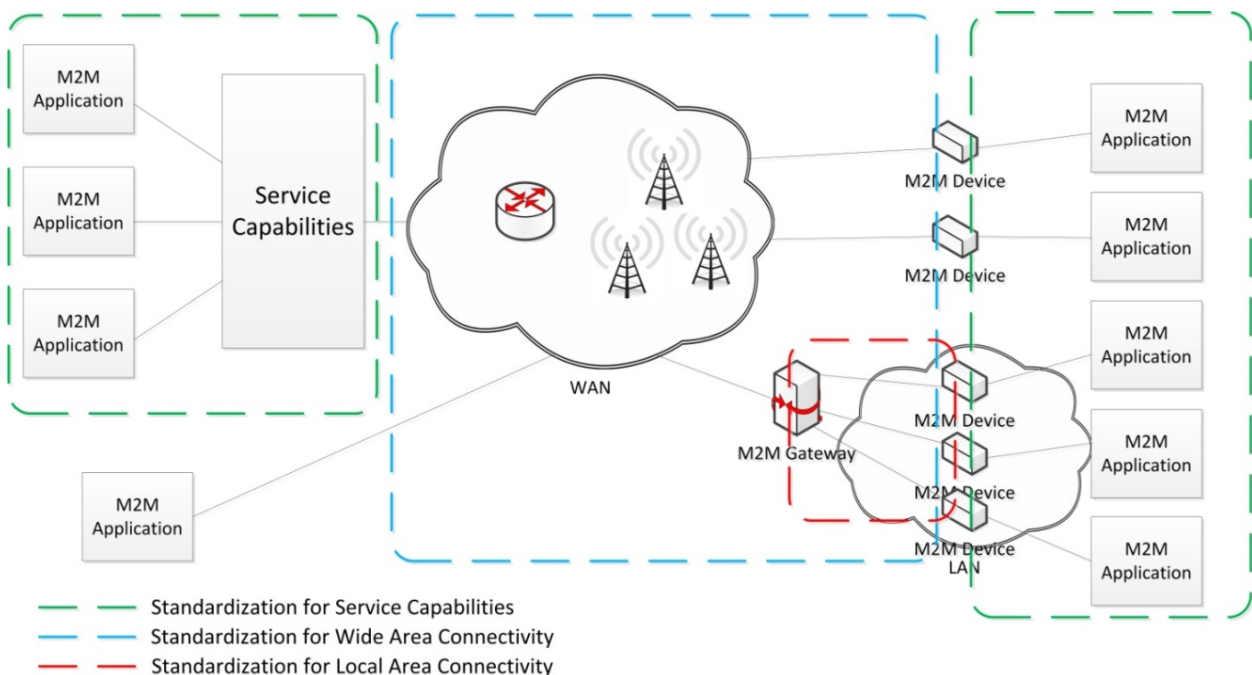 M2M
Application
M2M
Application
M2M
Application
Service
Capabilities
M2M
Application
WAN
M2M Device
M2M Device
M2M Gateway
M2M Device
M2M Device
M2M Device
LAN
M2M
Application
M2M
Application
M2M
Application
M2M
Application
M2M
Application
Standardization for Service Capabilities
Standardization for Wide Area Connectivity
Standardization for Local Area Connectivity